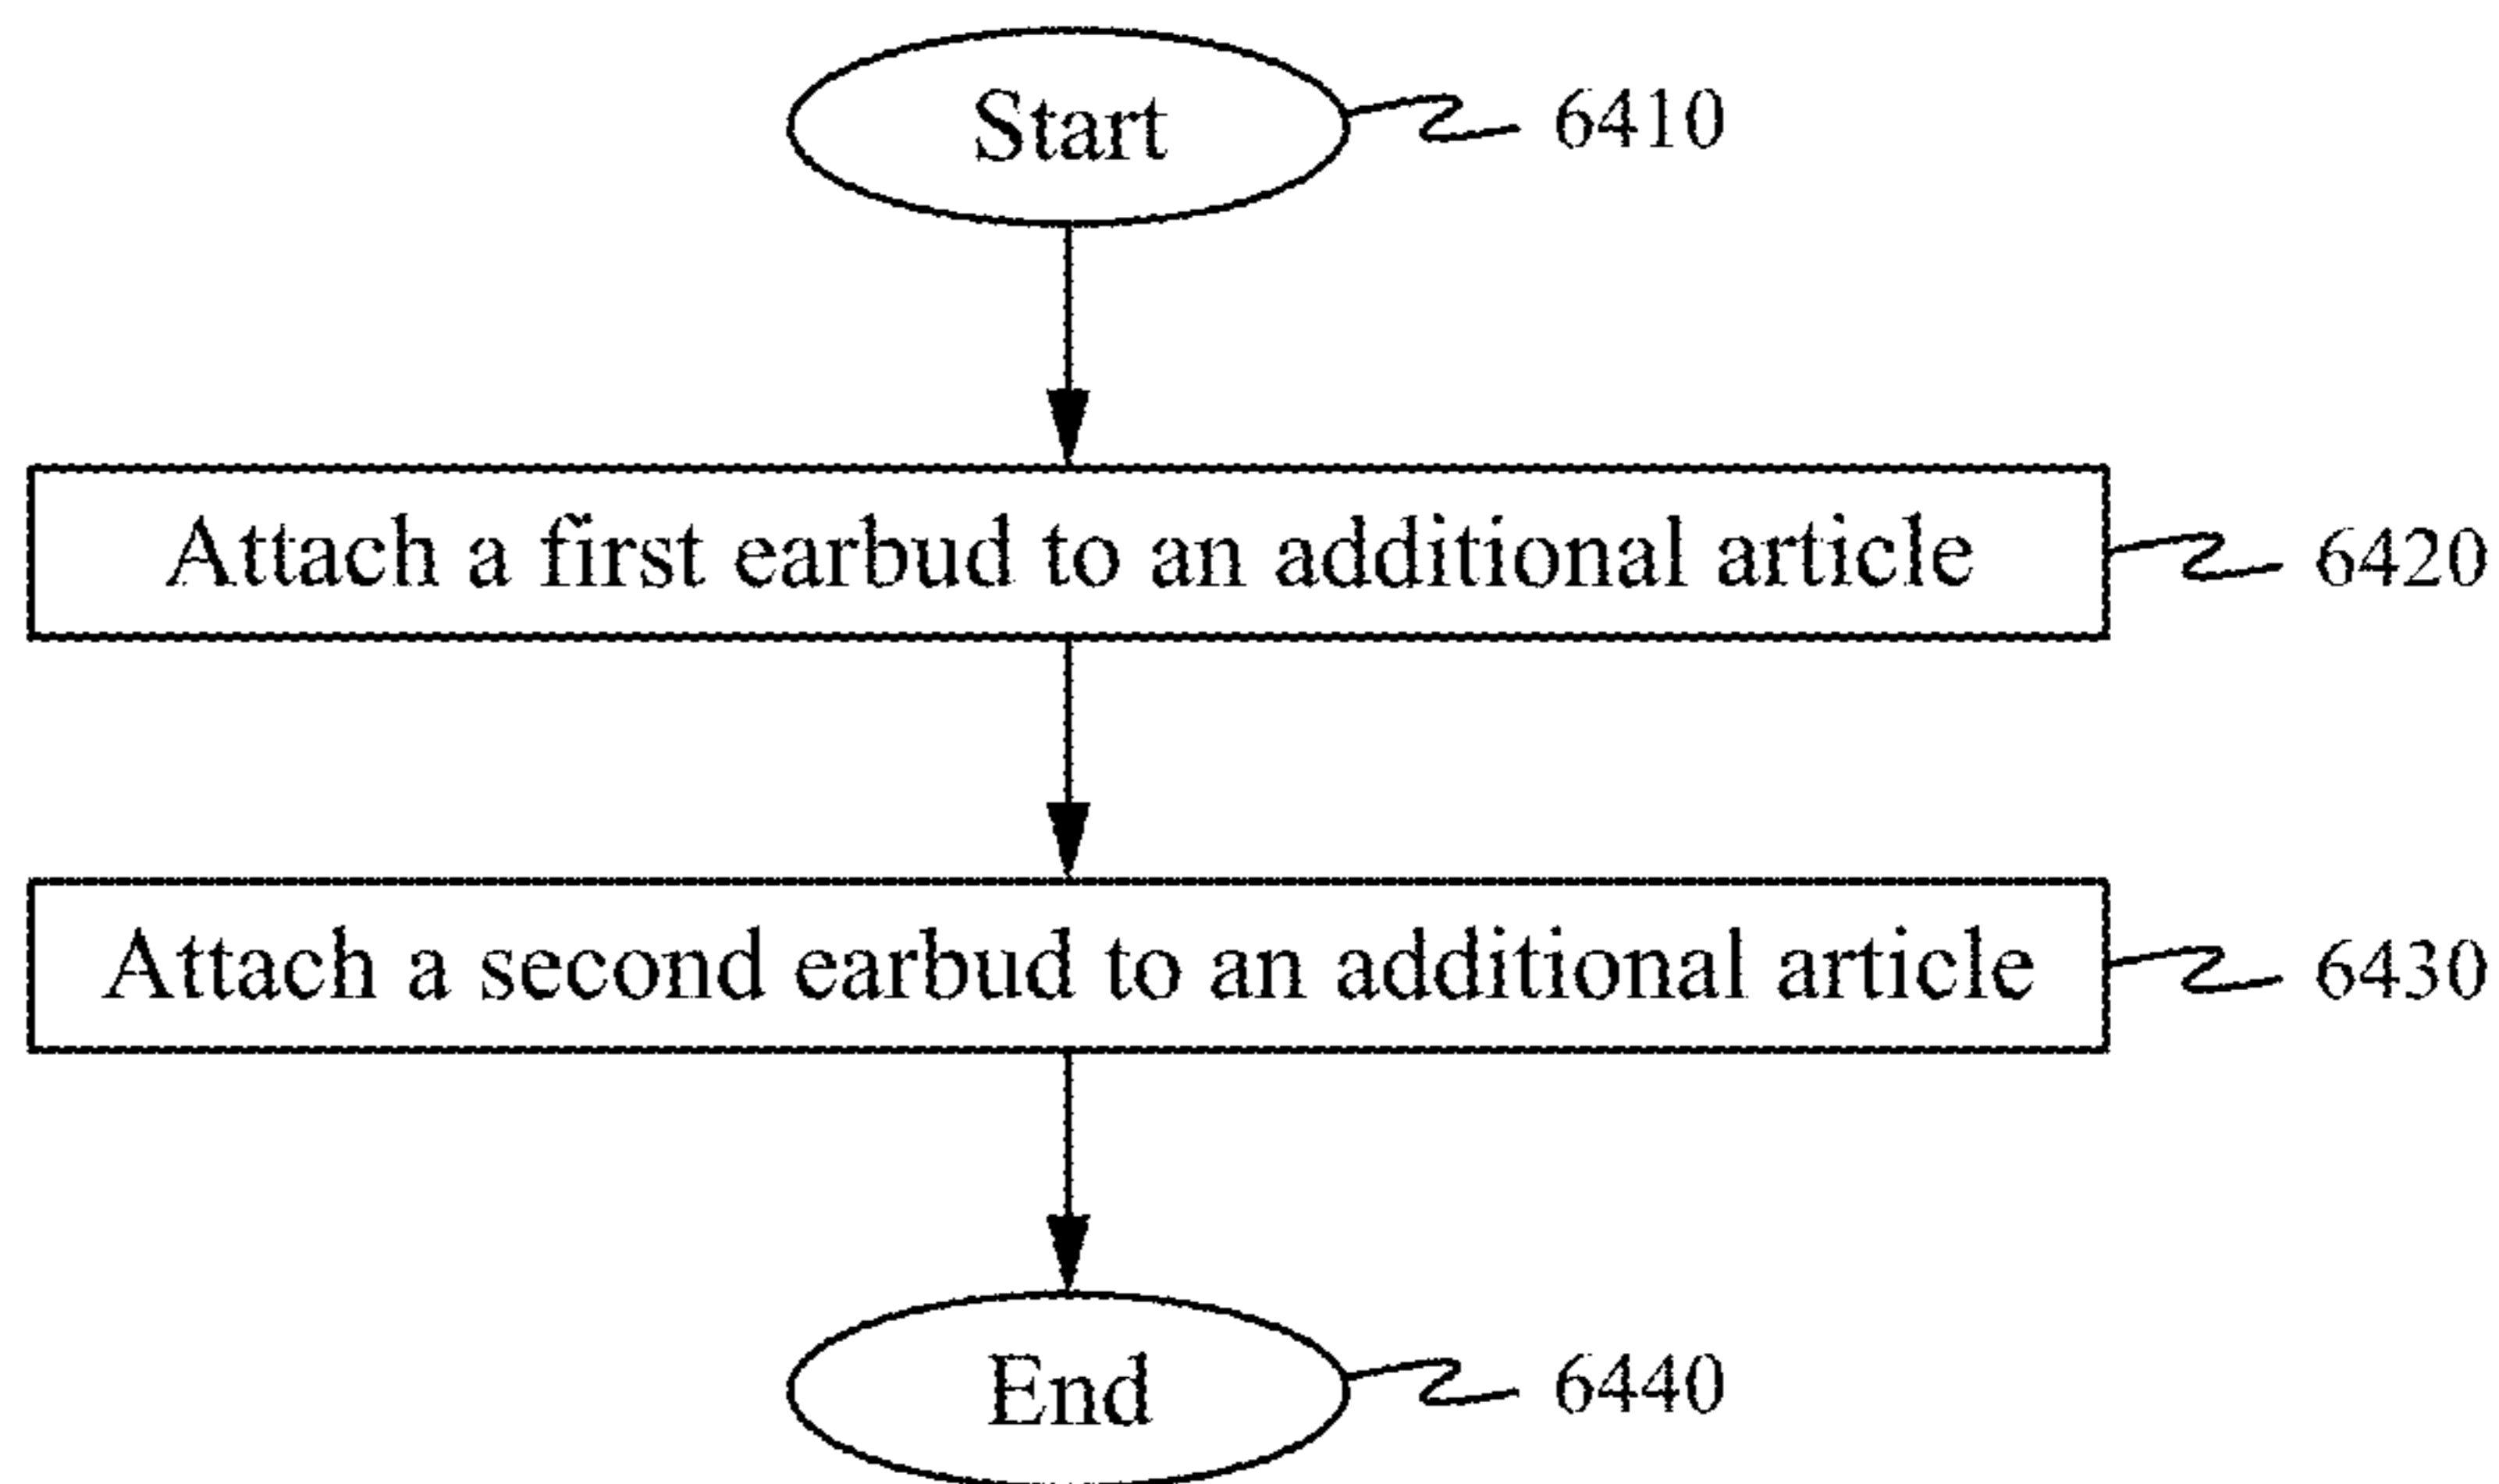 Start 6410
Attach a first earbud to an additional article 6420
Attach a second earbud to an additional article 6430
End 6440